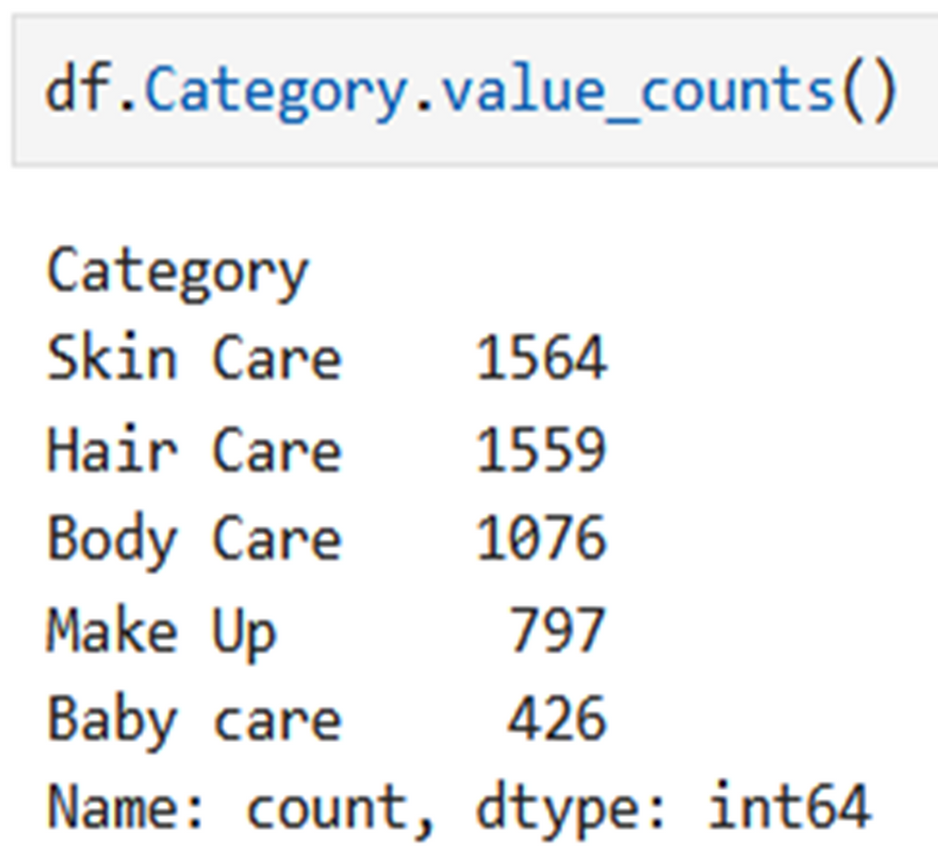 df.Category.value_counts()
Category
Skin Care    1564
Hair Care    1559
Body Care    1076
Make Up       797
Baby care     426
Name: count, dtype: int64